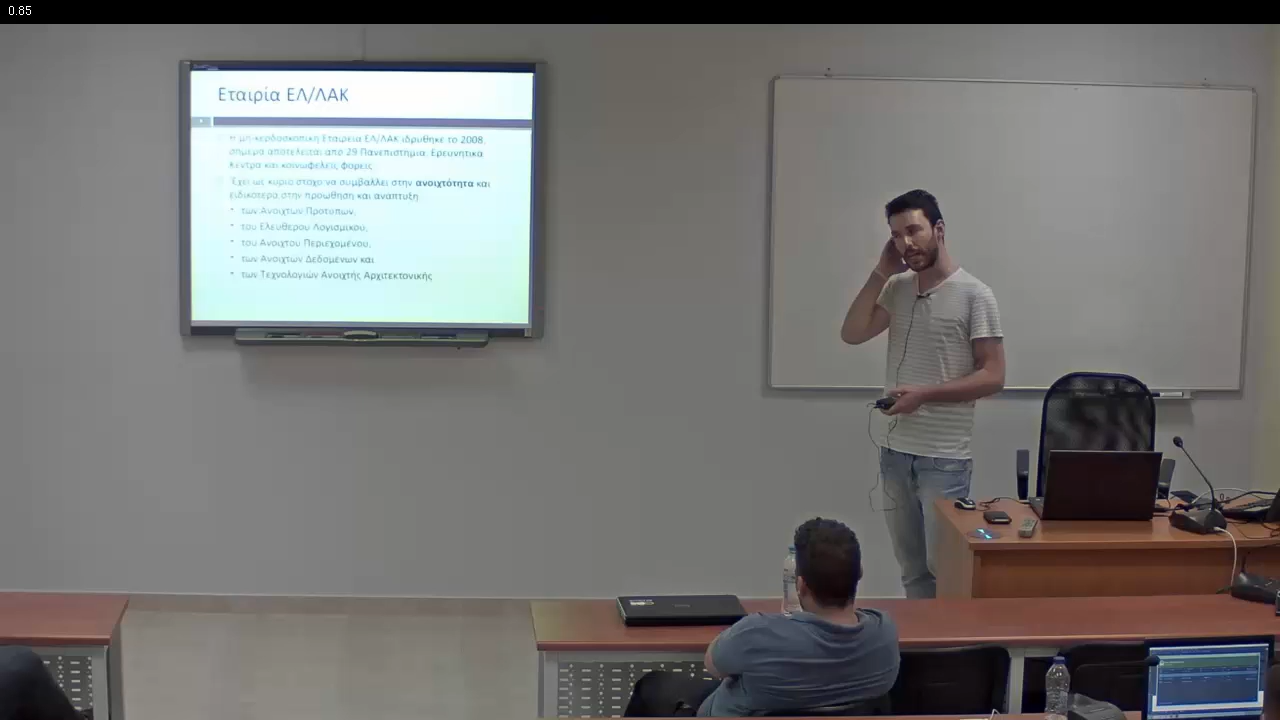 0.85
Εταιρία ΕΛ/ΛΑΚ
Η μη-κερδοσκοπική Εταιρεία ΕΛ/ΛΑΚ ιδρύθηκε το 2008,
σήμερα αποτελείται από 29 Πανεπιστήμια, Ερευνητικά
Κέντρα και κοινωφελείς φορείς
Έχει ως κύριο στόχο να συμβάλλει στην ανοιχτότητα και
ειδικότερα στην προώθηση και ανάπτυξη
των Ανοιχτών Προτύπων,
του Ελεύθερου Λογισμικού,
του Ανοιχτού Περιεχομένου,
των Ανοιχτών Δεδομένων και
των Τεχνολογιών Ανοιχτής Αρχιτεκτονικής